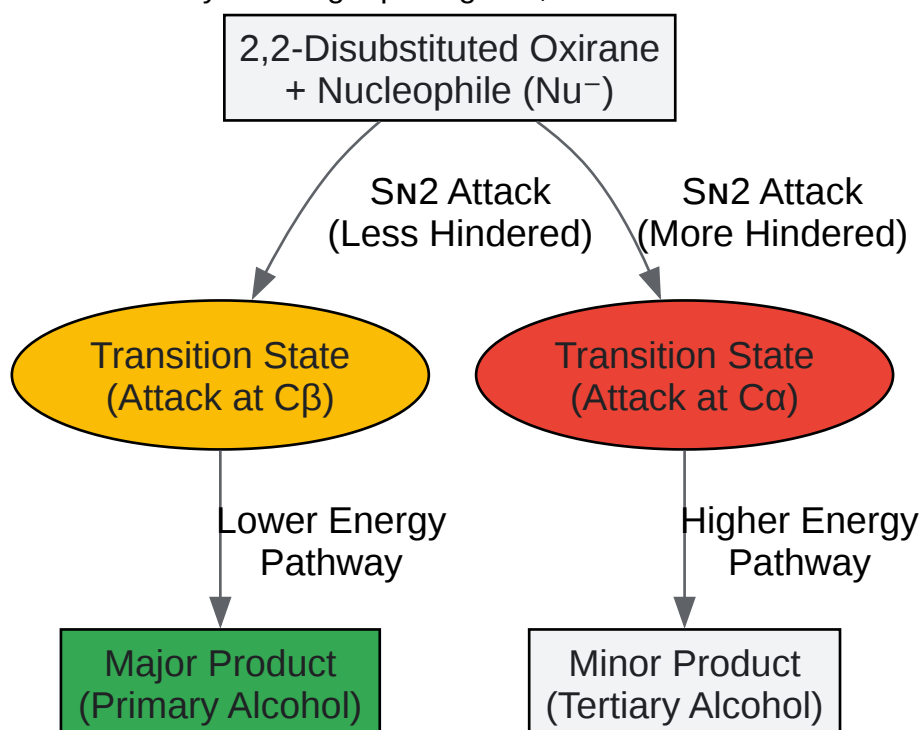 2,2-Disubstituted Oxirane
+ Nucleophile (Nu⁻)
Sɴ2 Attack
(Less Hindered)
Sɴ2 Attack
(More Hindered)
Transition State
(Attack at Cβ)
Transition State
(Attack at Cα)
Lower Energy
Pathway
Higher Energy
Pathway
Major Product
(Primary Alcohol)
Minor Product
(Tertiary Alcohol)